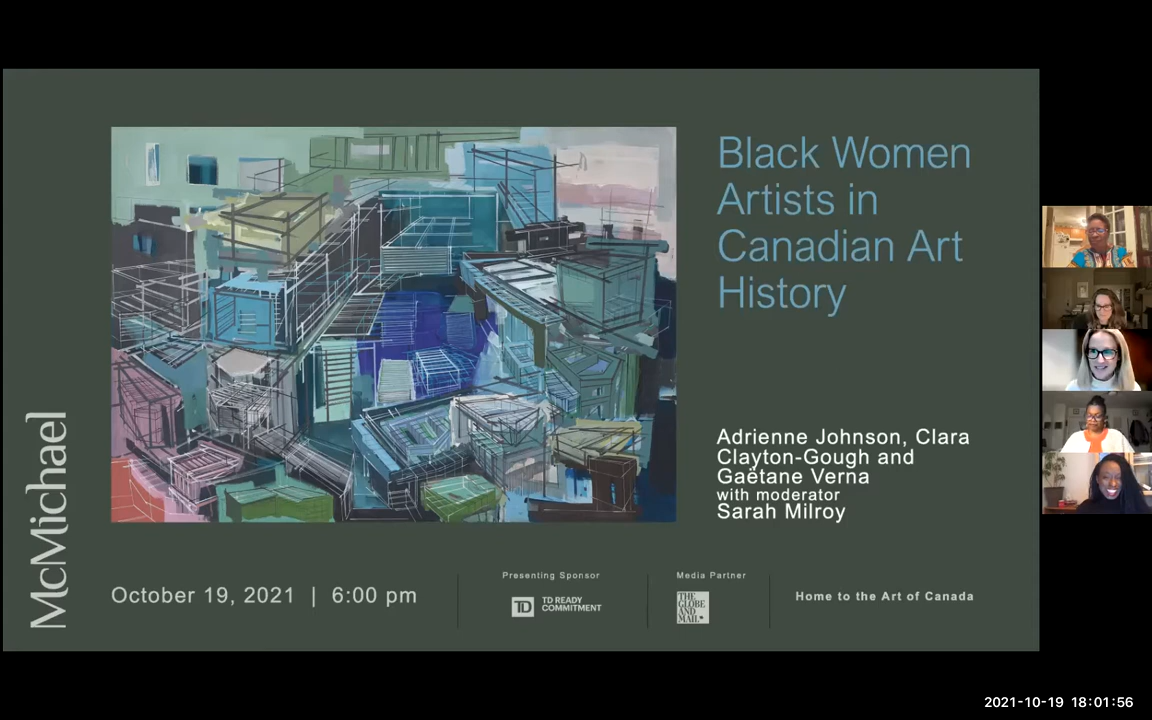 Black Women
Artists in
Canadian Art
History
Adrienne Johnson, Clara
Clayton-Gough and
Gaëtane Verna
with moderator
Sarah Milroy
McMichael
October 19, 2021 | 6:00 pm
Presenting Sponsor
TD
TD READY
COMMITMENT
Media Partner
THE
GLOBE
AND
MAIL
Home to the Art of Canada
2021-10-19 18:01:56